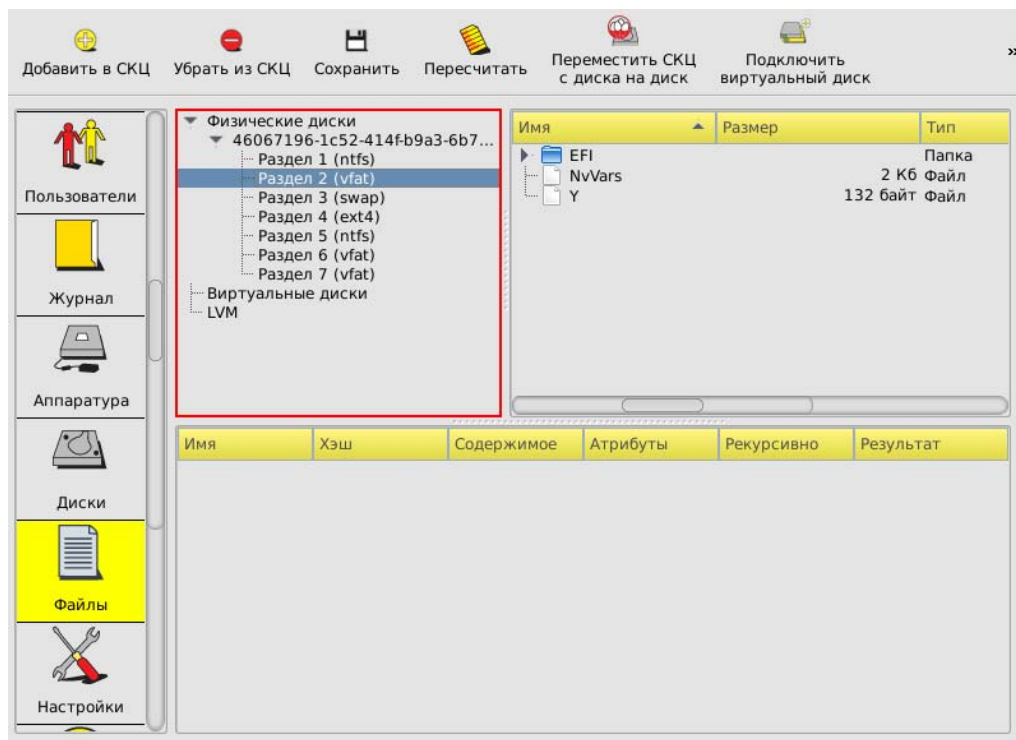 Добавить в СКЦ
Убрать из СКЦ
Сохранить
Пересчитать
Переместить СКЦ
с диска на диск
Подключить
виртуальный диск
»
Пользователи
Журнал
Аппаратура
Диски
Файлы
Настройки
Физические диски
46067196-1c52-414f-b9a3-6b7...
Раздел 1 (ntfs)
Раздел 2 (vfat)
Раздел 3 (swap)
Раздел 4 (ext4)
Раздел 5 (ntfs)
Раздел 6 (vfat)
Раздел 7 (vfat)
Виртуальные диски
LVM
Имя Размер Тип
EFI Папка
NvVars 2 Кб Файл
Y 132 байт Файл
Имя Хэш Содержимое Атрибуты Рекурсивно Результат